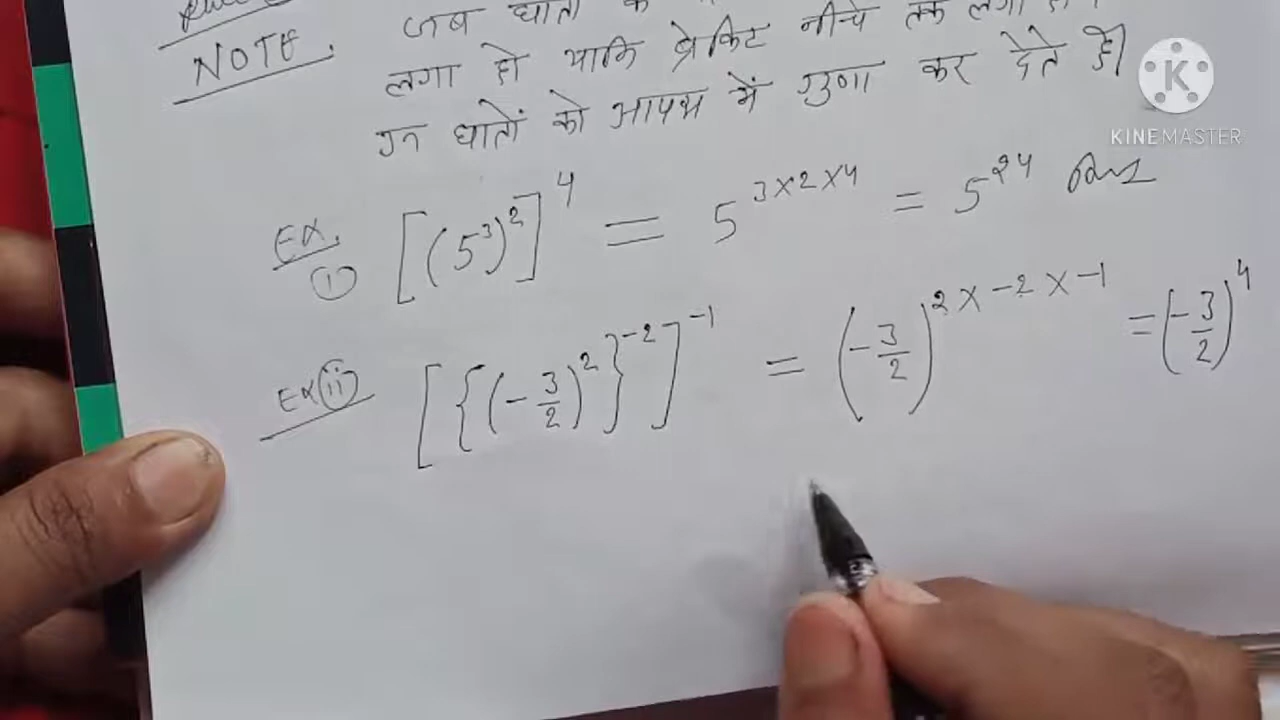 NOTE. जब घातों के
लगा हो याकि ब्रेकिट नीचे तक लगा
उन घातों को आपस में गुणा कर देते है।
K
KINEMASTER
Ex. (i) [(5³)²]⁴ = 5^3×2×4 = 5^24 Ans
Ex (ii) [{(-3/2)²}⁻²]⁻¹ = (-3/2)^2×-2×-1 = (-3/2)⁴